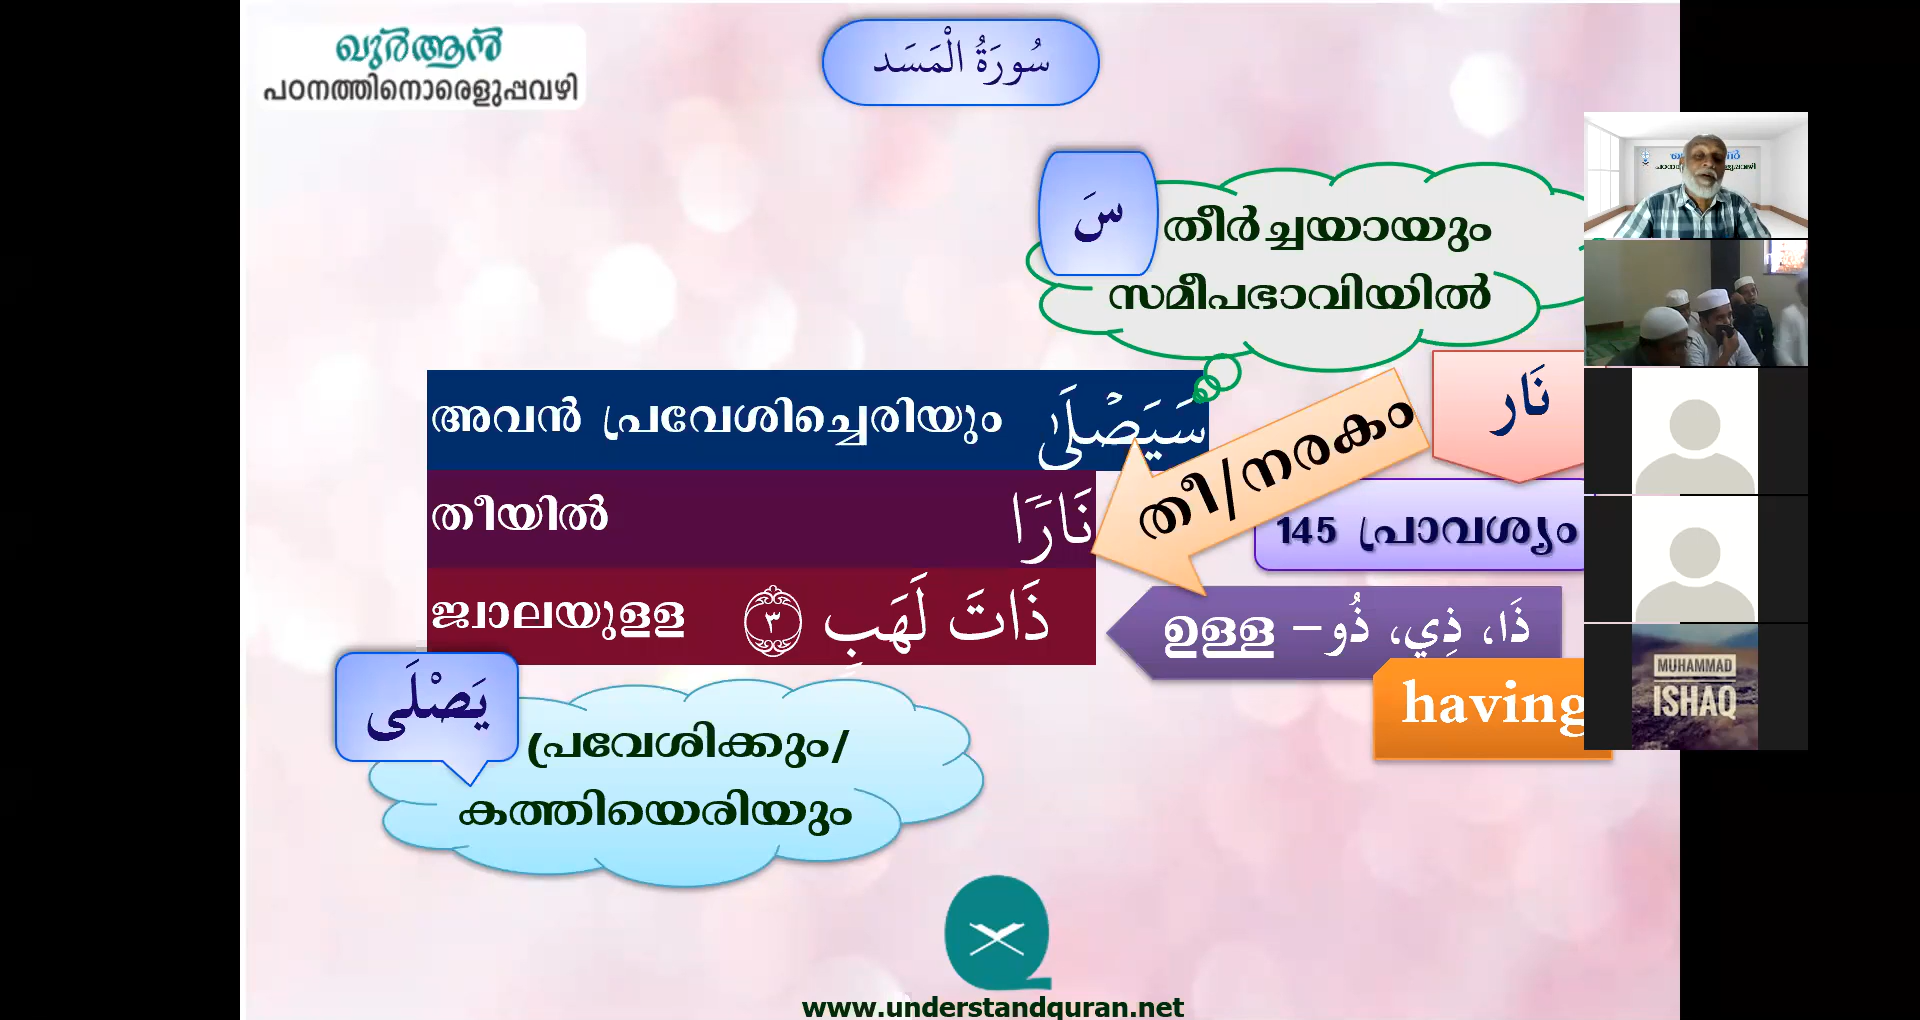 ഖുർആൻ
പഠനത്തിനൊരെളുപ്പവഴി
سُورَةُ الْمَسَد
سَ
തീർച്ചയായും
സമീപഭാവിയിൽ
نَار
തീ/നരകം
145 പ്രാവശ്യം
അവൻ പ്രവേശിച്ചെരിയും سَيَصْلَىٰ
തീയിൽ نَارًا
ജ്വാലയുള്ള ذَاتَ لَهَبٍ ٣
ذَا، ذِي، ذُو – ഉള്ള
having
يَصْلَى
പ്രവേശിക്കും/
കത്തിയെരിയും
MUHAMMAD
ISHAQ
www.understandquran.net